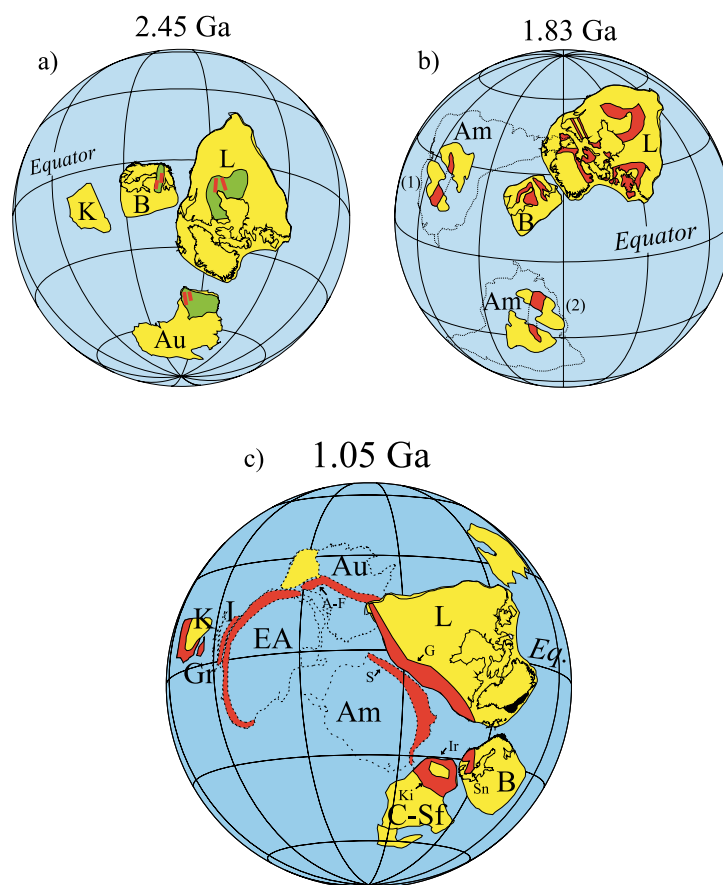 2.45 Ga
1.83 Ga
a)
b)
Equator
K
B
L
Au
Am
(1)
L
B
Equator
Am
(2)
c)
1.05 Ga
Au
A-F
K
L
EA
Gr
L
G
Eq.
S
Am
Ir
Ki
C-Sf
Sn
B